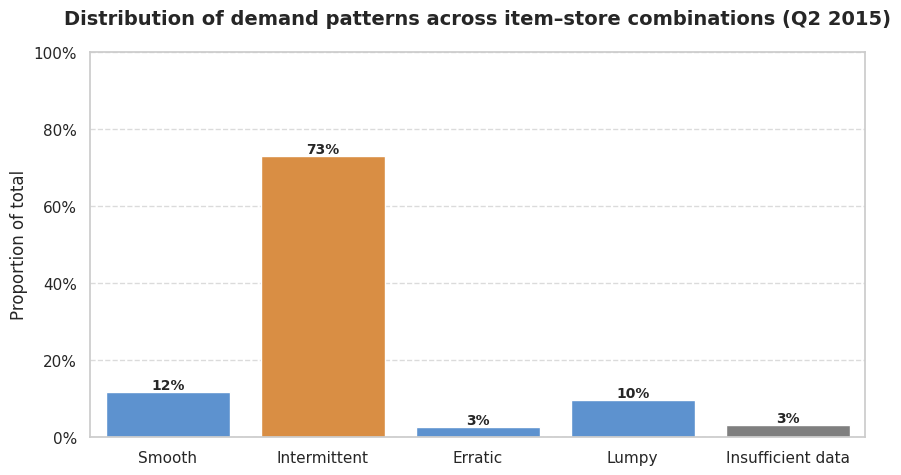 Distribution of demand patterns across item–store combinations (Q2 2015)
Proportion of total
100%
80%
60%
40%
20%
0%
12%
73%
3%
10%
3%
Smooth
Intermittent
Erratic
Lumpy
Insufficient data